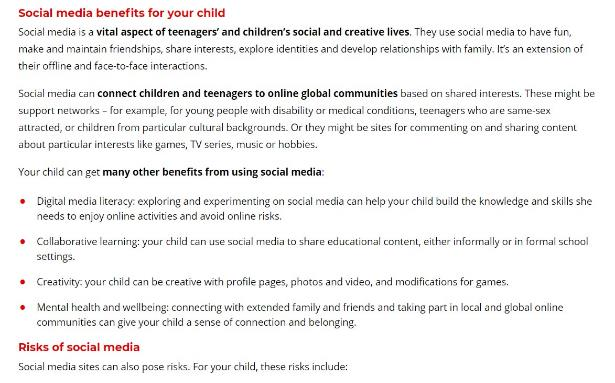 Social media benefits for your child
Social media is a vital aspect of teenagers' and children's social and creative lives. They use social media to have fun,
make and maintain friendships, share interests, explore identities and develop relationships with family. It's an extension of
their offline and face-to-face interactions.
Social media can connect children and teenagers to online global communities based on shared interests. These might be
support networks – for example, for young people with disability or medical conditions, teenagers who are same-sex
attracted, or children from particular cultural backgrounds. Or they might be sites for commenting on and sharing content
about particular interests like games, TV series, music or hobbies.
Your child can get many other benefits from using social media:
• Digital media literacy: exploring and experimenting on social media can help your child build the knowledge and skills she
needs to enjoy online activities and avoid online risks.
• Collaborative learning: your child can use social media to share educational content, either informally or in formal school
settings.
• Creativity: your child can be creative with profile pages, photos and video, and modifications for games.
• Mental health and wellbeing: connecting with extended family and friends and taking part in local and global online
communities can give your child a sense of connection and belonging.
Risks of social media
Social media sites can also pose risks. For your child, these risks include: